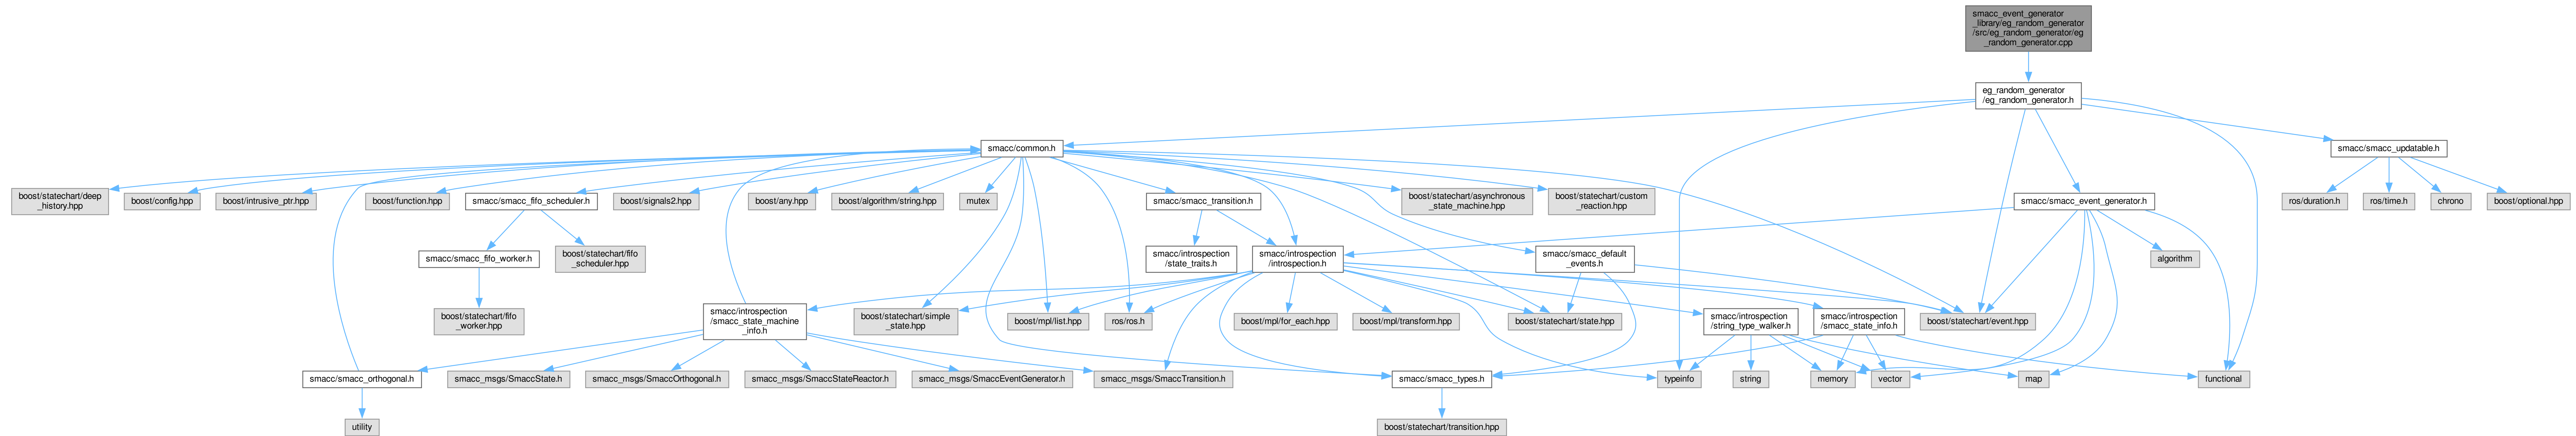 smacc_event_generator
_library/eg_random_generator
/src/eg_random_generator/eg
_random_generator.cpp
eg_random_generator
/eg_random_generator.h
smacc/common.h
smacc/smacc_updatable.h
boost/statechart/deep
_history.hpp
boost/config.hpp
boost/intrusive_ptr.hpp
boost/function.hpp
smacc/smacc_fifo_scheduler.h
boost/signals2.hpp
boost/any.hpp
boost/algorithm/string.hpp
mutex
smacc/smacc_transition.h
boost/statechart/asynchronous
_state_machine.hpp
boost/statechart/custom
_reaction.hpp
smacc/smacc_event_generator.h
ros/duration.h
ros/time.h
chrono
boost/optional.hpp
smacc/smacc_fifo_worker.h
boost/statechart/fifo
_scheduler.hpp
smacc/introspection
/state_traits.h
smacc/introspection
/introspection.h
smacc/smacc_default
_events.h
algorithm
boost/statechart/fifo
_worker.hpp
smacc/introspection
/smacc_state_machine
_info.h
boost/statechart/simple
_state.hpp
boost/mpl/list.hpp
ros/ros.h
boost/mpl/for_each.hpp
boost/mpl/transform.hpp
boost/statechart/state.hpp
smacc/introspection
/string_type_walker.h
smacc/introspection
/smacc_state_info.h
boost/statechart/event.hpp
smacc/smacc_orthogonal.h
smacc_msgs/SmaccState.h
smacc_msgs/SmaccOrthogonal.h
smacc_msgs/SmaccStateReactor.h
smacc_msgs/SmaccEventGenerator.h
smacc_msgs/SmaccTransition.h
smacc/smacc_types.h
typeinfo
string
memory
vector
map
functional
utility
boost/statechart/transition.hpp